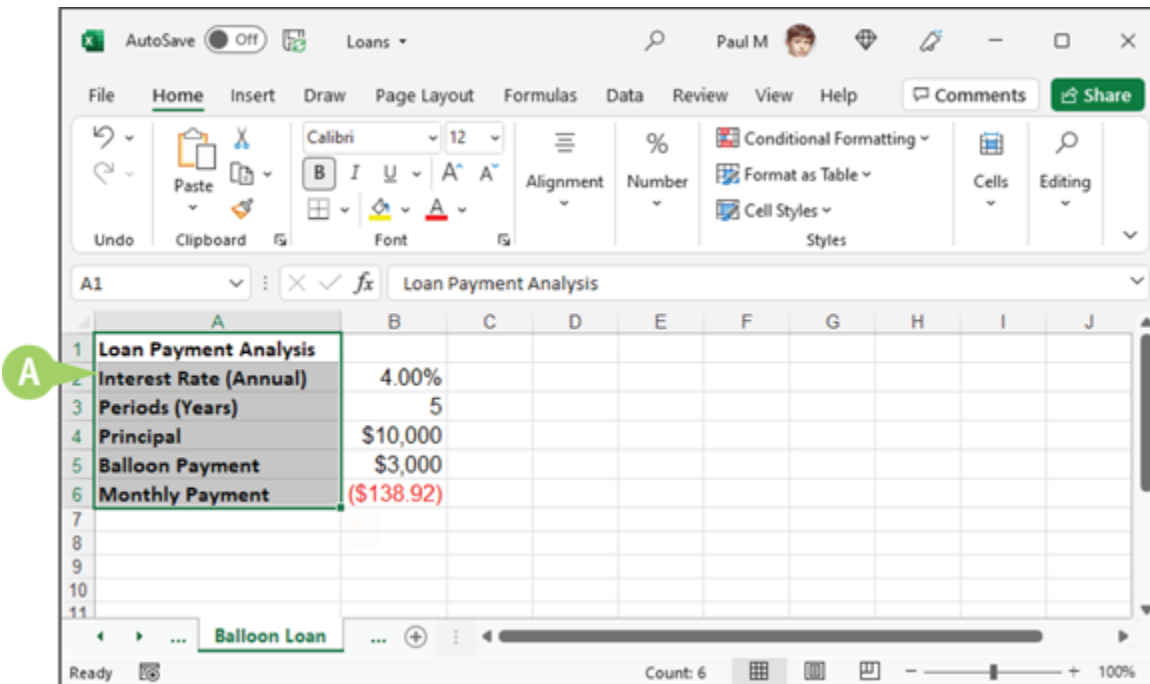 AutoSave Off Loans Paul M
File Home Insert Draw Page Layout Formulas Data Review View Help Comments Share
Calibri 12 Conditional Formatting
Paste B I U A A Alignment % Number Format as Table Cells Editing
A Cell Styles
Undo Clipboard Font Styles
A1 fx Loan Payment Analysis
A B C D E F G H I J
1 Loan Payment Analysis
A
2 Interest Rate (Annual) 4.00%
3 Periods (Years) 5
4 Principal $10,000
5 Balloon Payment $3,000
6 Monthly Payment ($138.92)
7
8
9
10
11
... Balloon Loan ...
Ready Count: 6 - + 100%